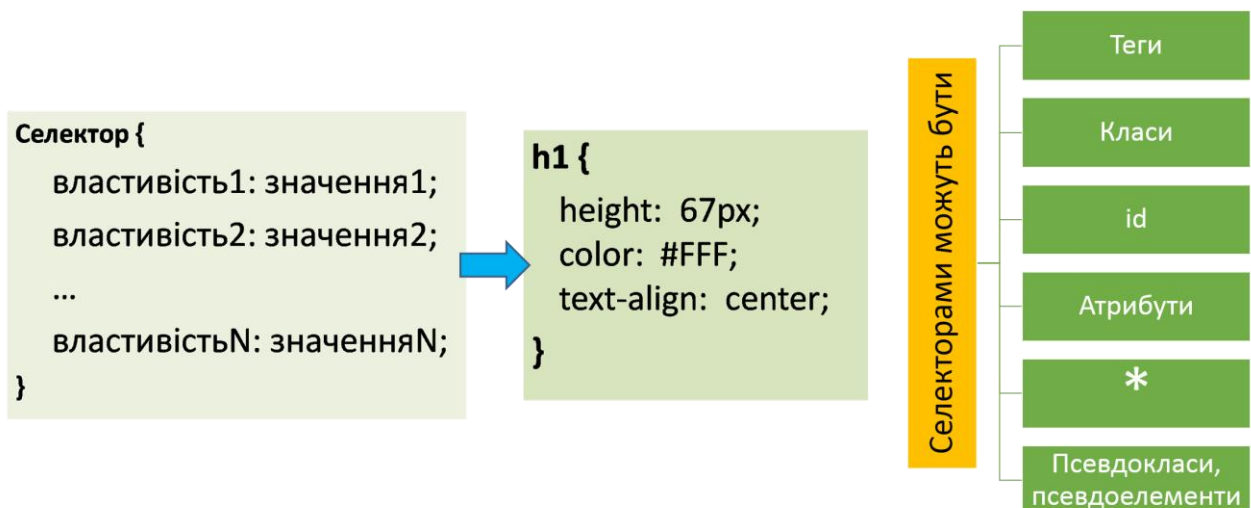 Селектор {
властивість1: значення1;
властивість2: значення2;
...
властивістьN: значенняN;
}
h1 {
height: 67px;
color: #FFF;
text-align: center;
}
Селекторами можуть бути
Теги
Класи
id
Атрибути
*
Псевдокласи,
псевдоелементи